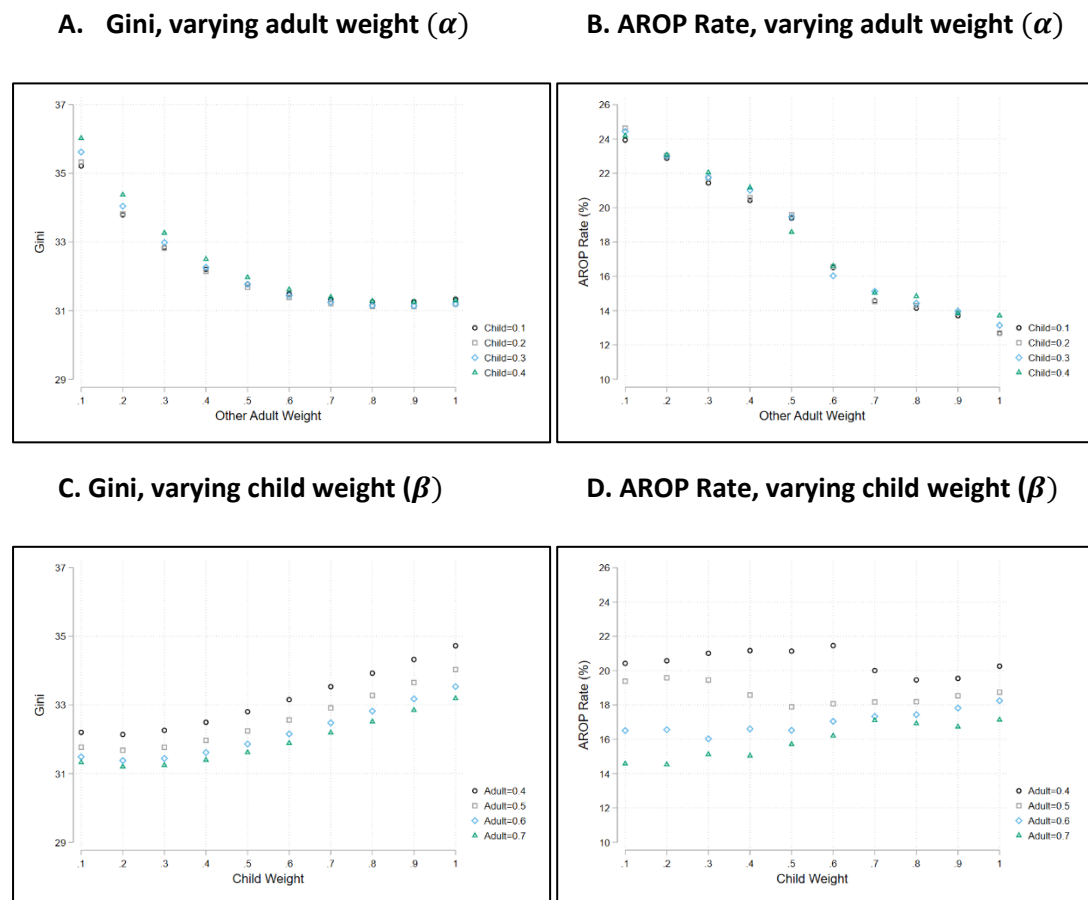 A. Gini, varying adult weight (α)
37
35
33
31
29
Gini
.1 .2 .3 .4 .5 .6 .7 .8 .9 1
Other Adult Weight
Child=0.1
Child=0.2
Child=0.3
Child=0.4
B. AROP Rate, varying adult weight (α)
26
24
22
20
18
16
14
12
10
AROP Rate (%)
.1 .2 .3 .4 .5 .6 .7 .8 .9 1
Other Adult Weight
Child=0.1
Child=0.2
Child=0.3
Child=0.4
C. Gini, varying child weight (β)
37
35
33
31
29
Gini
.1 .2 .3 .4 .5 .6 .7 .8 .9 1
Child Weight
Adult=0.4
Adult=0.5
Adult=0.6
Adult=0.7
D. AROP Rate, varying child weight (β)
26
24
22
20
18
16
14
12
10
AROP Rate (%)
.1 .2 .3 .4 .5 .6 .7 .8 .9 1
Child Weight
Adult=0.4
Adult=0.5
Adult=0.6
Adult=0.7